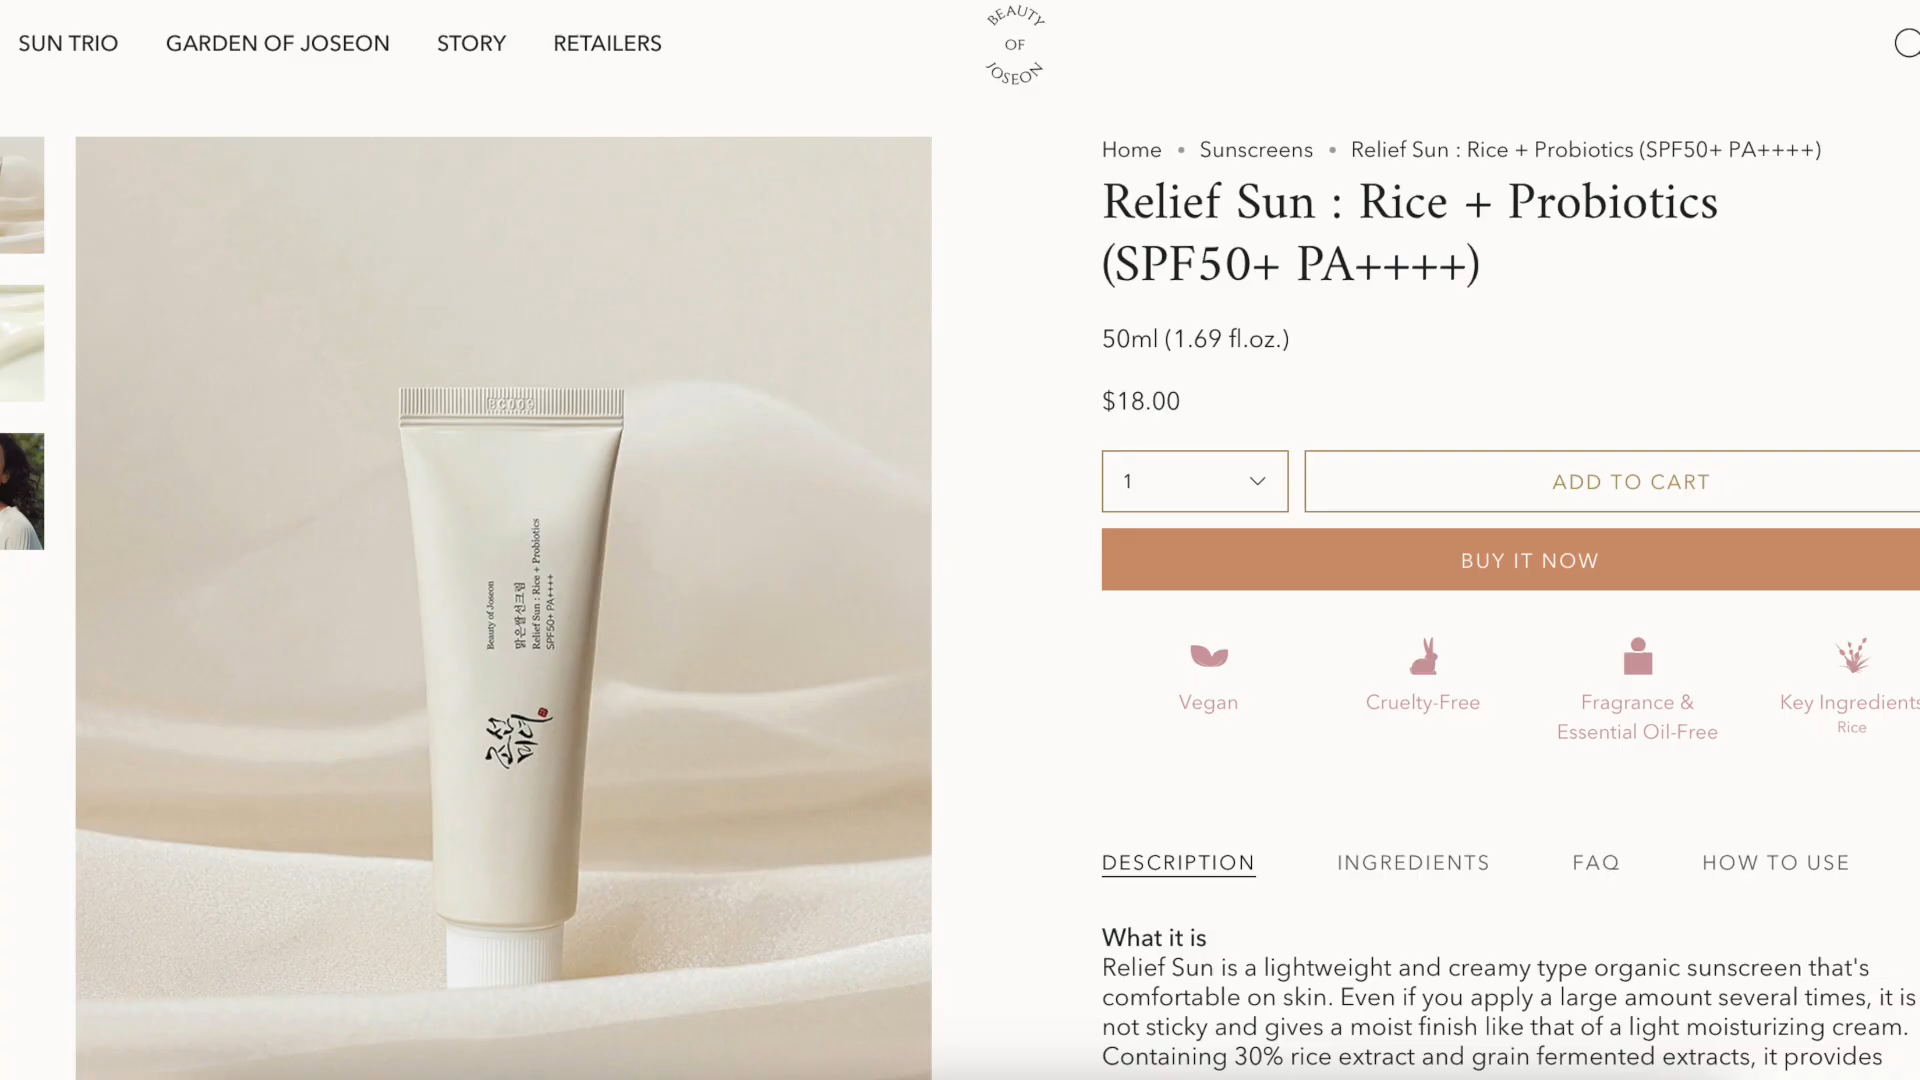 SUN TRIO
GARDEN OF JOSEON
STORY
RETAILERS
BEAUTY
OF
JOSEON
Home • Sunscreens • Relief Sun : Rice + Probiotics (SPF50+ PA++++)
Relief Sun : Rice + Probiotics
(SPF50+ PA++++)
50ml (1.69 fl.oz.)
$18.00
1
ADD TO CART
BUY IT NOW
Vegan
Cruelty-Free
Fragrance &
Essential Oil-Free
Key Ingredients
Rice
DESCRIPTION
INGREDIENTS
FAQ
HOW TO USE
What it is
Relief Sun is a lightweight and creamy type organic sunscreen that's
comfortable on skin. Even if you apply a large amount several times, it is
not sticky and gives a moist finish like that of a light moisturizing cream.
Containing 30% rice extract and grain fermented extracts, it provides
Beauty of Joseon
맑은쌀선크림
Relief Sun : Rice + Probiotics
SPF50+ PA++++
조선
미녀